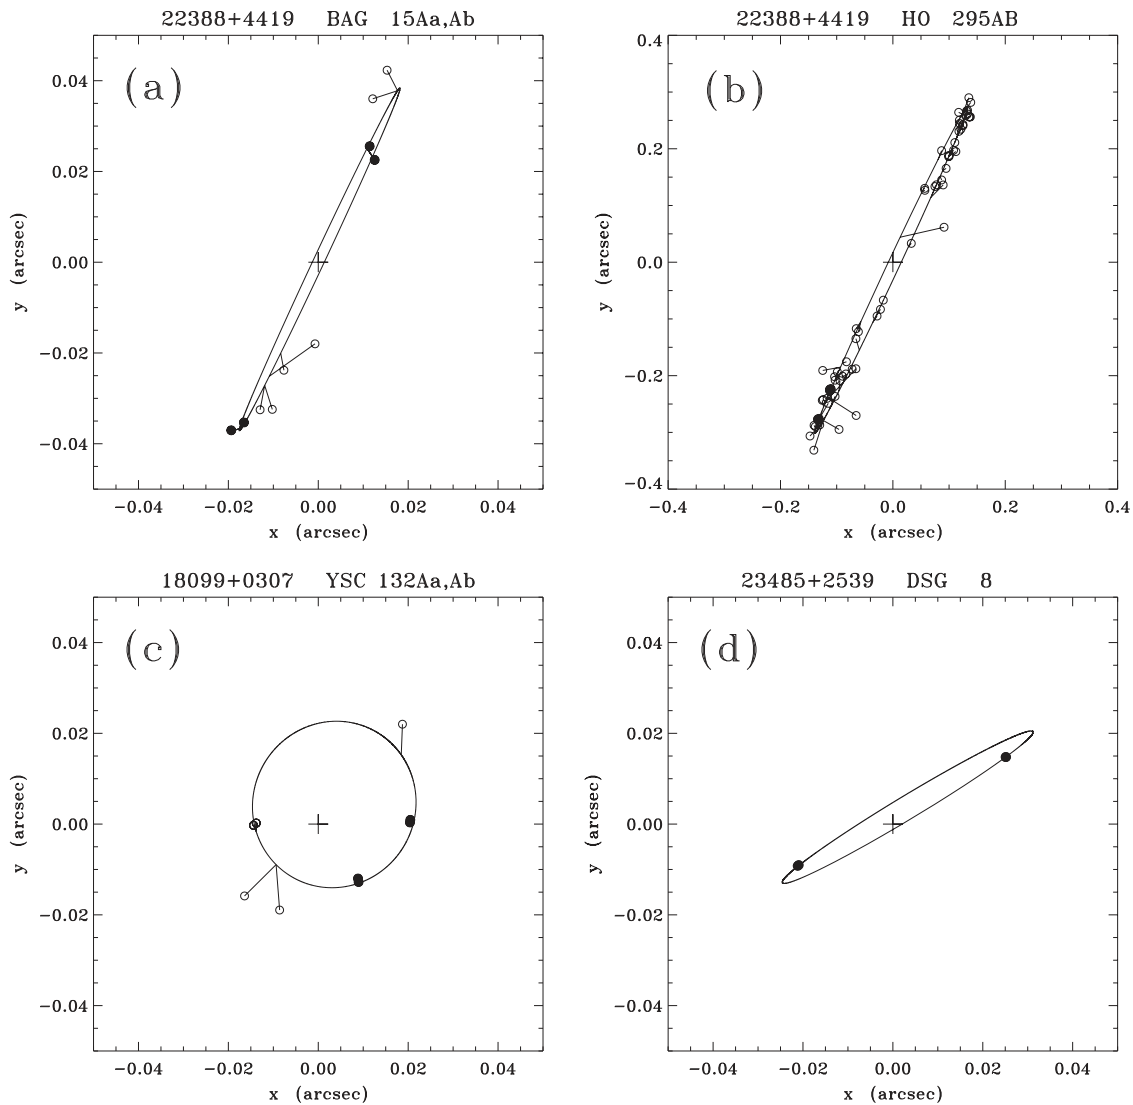 22388+4419 BAG 15Aa,Ab
(a)
0.04
0.02
0.00
−0.02
−0.04
y (arcsec)
−0.04 −0.02 0.00 0.02 0.04
x (arcsec)
22388+4419 HO 295AB
(b)
0.4
0.2
0.0
−0.2
−0.4
y (arcsec)
−0.4 −0.2 0.0 0.2 0.4
x (arcsec)
18099+0307 YSC 132Aa,Ab
(c)
0.04
0.02
0.00
−0.02
−0.04
y (arcsec)
−0.04 −0.02 0.00 0.02 0.04
x (arcsec)
23485+2539 DSG 8
(d)
0.04
0.02
0.00
−0.02
−0.04
y (arcsec)
−0.04 −0.02 0.00 0.02 0.04
x (arcsec)